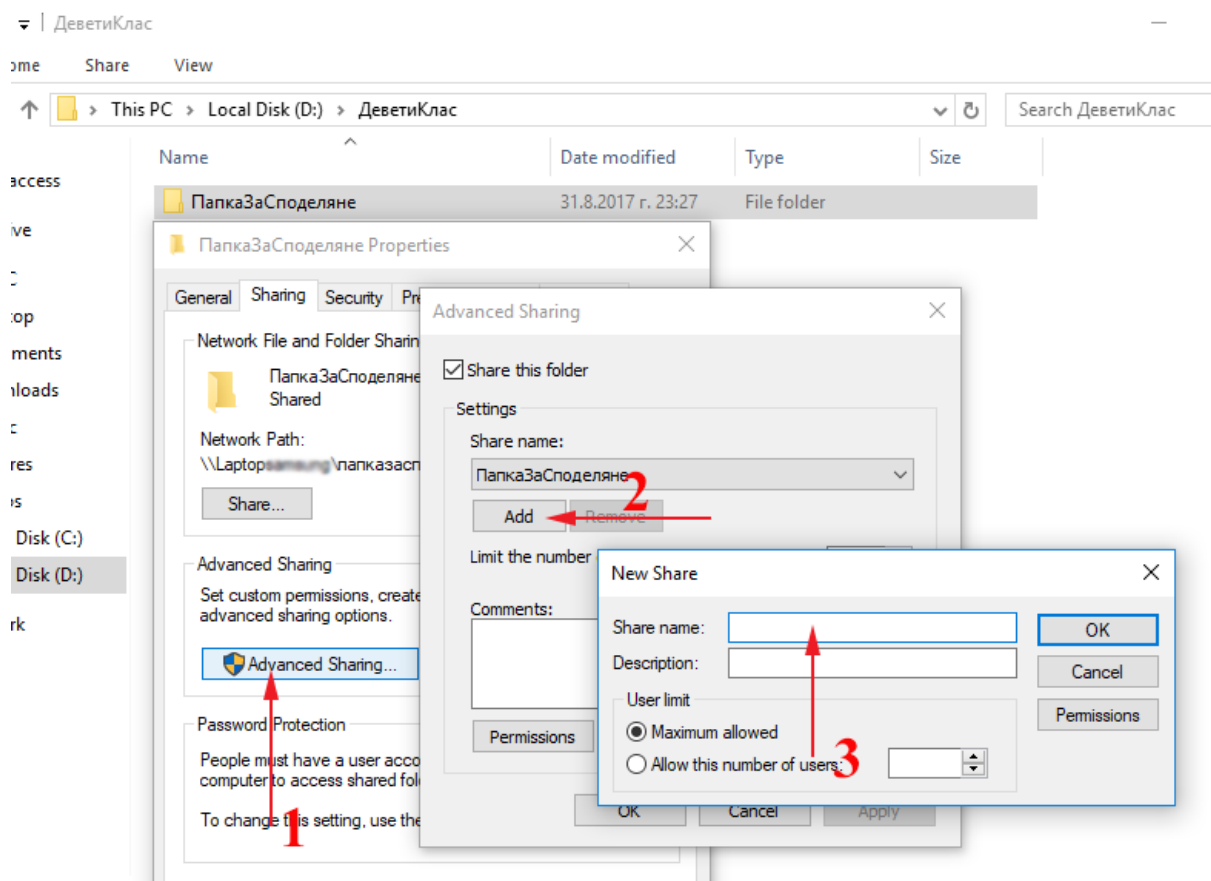 ДеветиКлас
ome Share View
This PC > Local Disk (D:) > ДеветиКлас
Search ДеветиКлас
Name Date modified Type Size
access
ПапкаЗаСподеляне 31.8.2017 г. 23:27 File folder
ive
ПапкаЗаСподеляне Properties
C
General Sharing Security Pr
top
Advanced Sharing
Network File and Folder Sharin
ments
Share this folder
ПапкаЗаСподеляне
Shared
nloads
Settings
c
Network Path:
Share name:
\\Laptop \папказасп
res
ПапкаЗаСподеляне
2
Share...
os
Add Remove
Disk (C:)
Limit the number
Advanced Sharing
New Share
Disk (D:)
Set custom permissions, create
advanced sharing options.
Comments:
Share name:
OK
rk
Advanced Sharing...
Description:
Cancel
User limit
Permissions
Password Protection
Permissions
Maximum allowed
People must have a user acco
computer to access shared fol
Allow this number of users:
3
To change this setting, use the
1
OK Cancel Apply